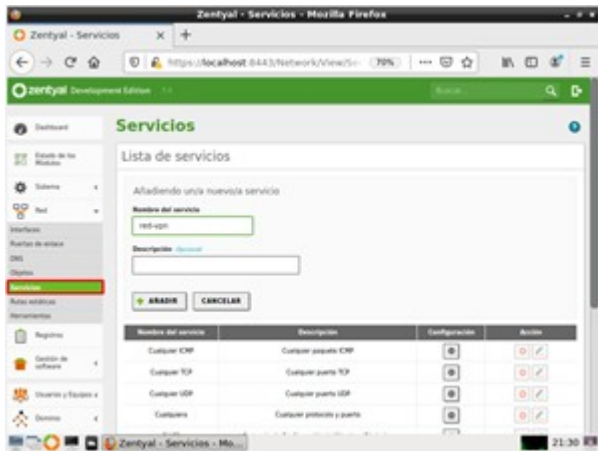 Zentyal - Servicios - Mozilla Firefox
Zentyal - Servicios
https://localhost:8443/Network/View/Se
70%
zentyal Development Edition
Buscar...
Dashboard
Estado de los Módulos
Sistema
Red
Interfaces
Puertas de enlace
DNS
Objetos
Servicios
Rutas estáticas
Herramientas
Registros
Gestión de software
Usuarios y Equipos
Dominio
Servicios
Lista de servicios
Añadiendo un/a nuevo/a servicio
Nombre del servicio
red-vpn
Descripción Opcional
+ AÑADIR
CANCELAR
Nombre del servicio Descripción Configuración Acción
Cualquier ICMP Cualquier paquete ICMP
Cualquier TCP Cualquier puerto TCP
Cualquier UDP Cualquier puerto UDP
Cualquiera Cualquier protocolo y puerto
Zentyal - Servicios - Mo...
21:30